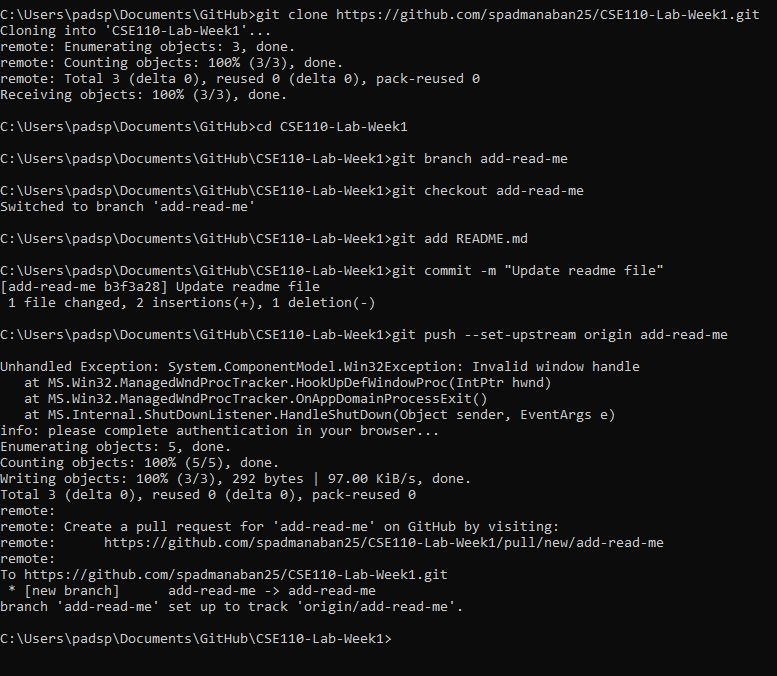 C:\Users\padsp\Documents\GitHub>git clone https://github.com/spadmanaban25/CSE110-Lab-Week1.git
Cloning into 'CSE110-Lab-Week1'...
remote: Enumerating objects: 3, done.
remote: Counting objects: 100% (3/3), done.
remote: Total 3 (delta 0), reused 0 (delta 0), pack-reused 0
Receiving objects: 100% (3/3), done.
C:\Users\padsp\Documents\GitHub>cd CSE110-Lab-Week1
C:\Users\padsp\Documents\GitHub\CSE110-Lab-Week1>git branch add-read-me
C:\Users\padsp\Documents\GitHub\CSE110-Lab-Week1>git checkout add-read-me
Switched to branch 'add-read-me'
C:\Users\padsp\Documents\GitHub\CSE110-Lab-Week1>git add README.md
C:\Users\padsp\Documents\GitHub\CSE110-Lab-Week1>git commit -m "Update readme file"
[add-read-me b3f3a28] Update readme file
 1 file changed, 2 insertions(+), 1 deletion(-)
C:\Users\padsp\Documents\GitHub\CSE110-Lab-Week1>git push --set-upstream origin add-read-me
Unhandled Exception: System.ComponentModel.Win32Exception: Invalid window handle
   at MS.Win32.ManagedWndProcTracker.HookUpDefWindowProc(IntPtr hwnd)
   at MS.Win32.ManagedWndProcTracker.OnAppDomainProcessExit()
   at MS.Internal.ShutDownListener.HandleShutDown(Object sender, EventArgs e)
info: please complete authentication in your browser...
Enumerating objects: 5, done.
Counting objects: 100% (5/5), done.
Writing objects: 100% (3/3), 292 bytes | 97.00 KiB/s, done.
Total 3 (delta 0), reused 0 (delta 0), pack-reused 0
remote:
remote: Create a pull request for 'add-read-me' on GitHub by visiting:
remote:      https://github.com/spadmanaban25/CSE110-Lab-Week1/pull/new/add-read-me
remote:
To https://github.com/spadmanaban25/CSE110-Lab-Week1.git
 * [new branch]      add-read-me -> add-read-me
branch 'add-read-me' set up to track 'origin/add-read-me'.
C:\Users\padsp\Documents\GitHub\CSE110-Lab-Week1>